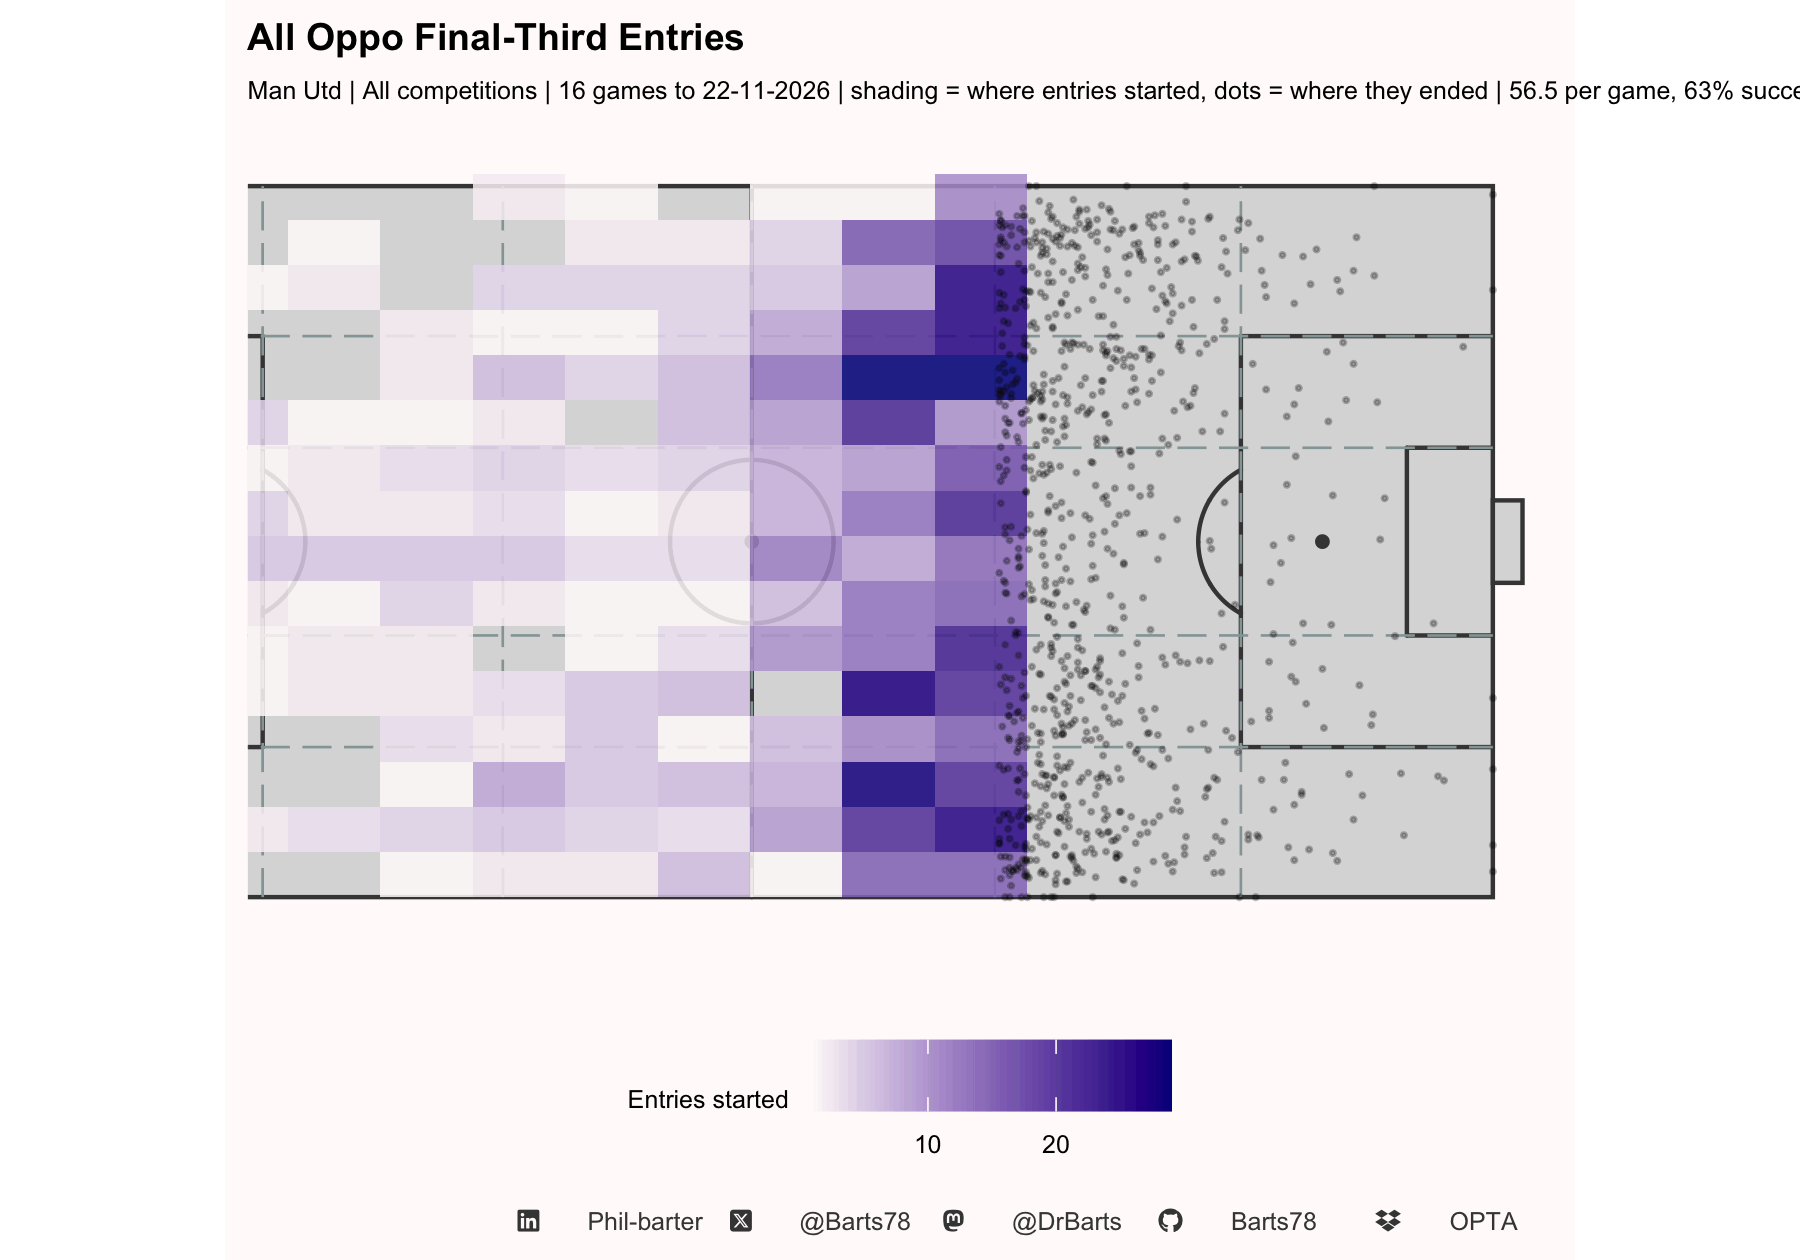 All Oppo Final-Third Entries
Man Utd | All competitions | 16 games to 22-11-2026 | shading = where entries started, dots = where they ended | 56.5 per game, 63% succe
Entries started
10 20
Phil-barter @Barts78 @DrBarts Barts78 OPTA